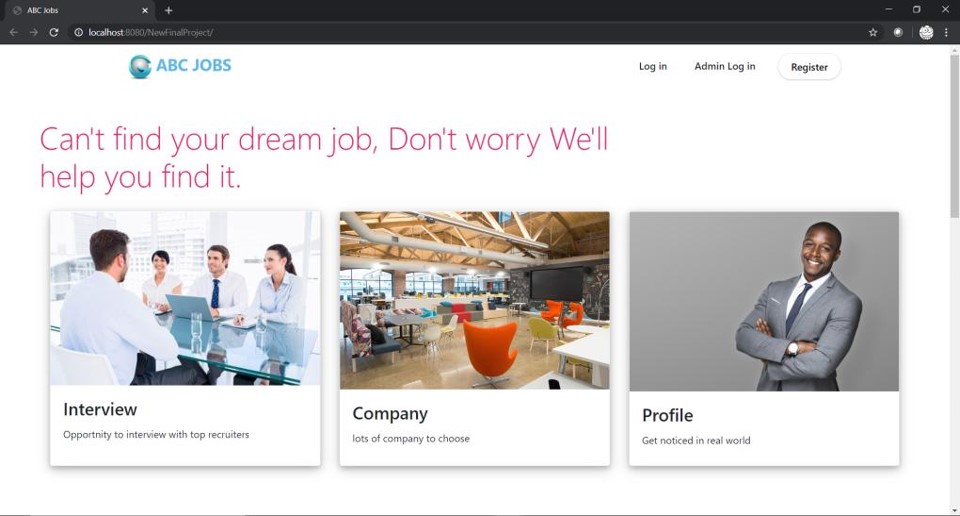 ABC Jobs
localhost:8080/NewFinalProject/
ABC JOBS
Log in
Admin Log in
Register
Can't find your dream job, Don't worry We'll
help you find it.
Interview
Opportnity to interview with top recruiters
Company
lots of company to choose
Profile
Get noticed in real world